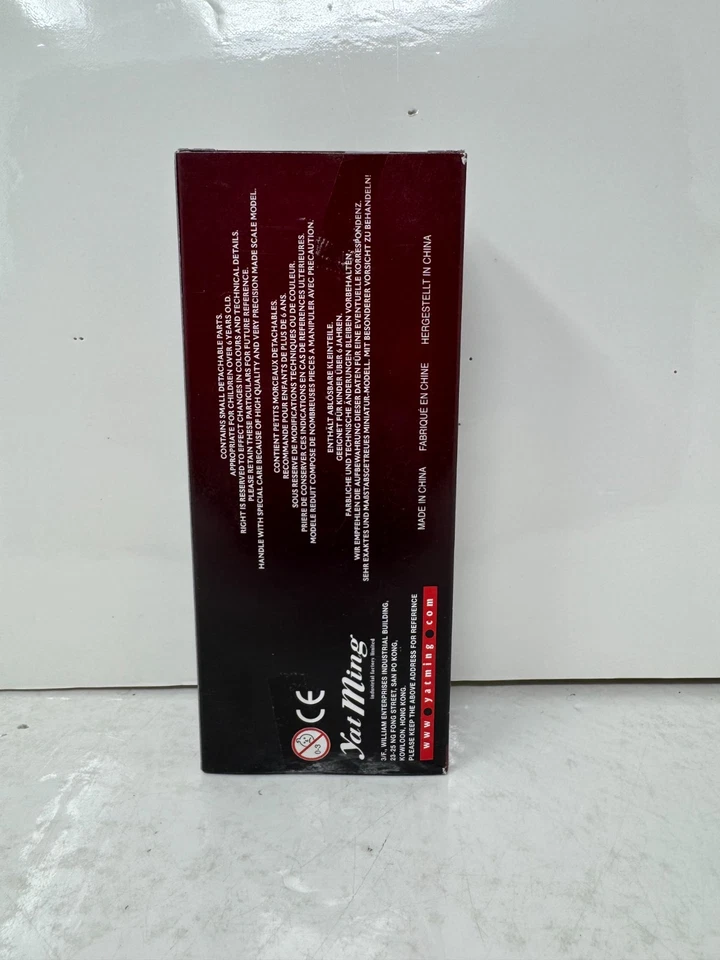 CONTAINS SMALL DETACHABLE PARTS.
APPROPRIATE FOR CHILDREN OVER 6 YEARS OLD.
RIGHT IS RESERVED TO EFFECT CHANGES IN COLOURS AND TECHNICAL DETAILS.
PLEASE RETAIN THESE PARTICULARS FOR FUTURE REFERENCE.
HANDLE WITH SPECIAL CARE BECAUSE OF HIGH QUALITY AND VERY PRECISION MADE SCALE MODEL.
CONTIENT PETITS MORCEAUX DETACHABLES.
RECOMMANDE POUR ENFANTS DE PLUS DE 6 ANS.
SOUS RESERVE DE MODIFICATIONS TECHNIQUES OU DE COULEUR.
PRIERE DE CONSERVER CES INDICATIONS EN CAS DE REFERENCES ULTERIEURES.
MODELE REDUIT COMPOSE DE NOMBREUSES PIECES A MANIPULER AVEC PRECAUTION.
ENTHÄLT ABLÖSBARE KLEINTEILE.
GEEIGNET FÜR KINDER ÜBER 6 JAHREN.
FARBLICHE UND TECHNISCHE ÄNDERUNGEN BLEIBEN VORBEHALTEN.
WIR EMPFEHLEN DIE AUFBEWAHRUNG DIESER DATEN FÜR EINE EVENTUELLE KORRESPONDENZ.
SEHR EXAKTES UND MAßSTABSGETREUES MINIATUR-MODELL. MIT BESONDERER VORSICHT ZU BEHANDELN!
MADE IN CHINA FABRIQUÉ EN CHINE HERGESTELLT IN CHINA
0-3
CE
Yat Ming
industrial factory limited
3/F., WILLIAM ENTERPRISES INDUSTRIAL BUILDING,
23-25 NG FONG STREET, SAN PO KONG,
KOWLOON, HONG KONG.
PLEASE KEEP THE ABOVE ADDRESS FOR REFERENCE
www●yatming●com